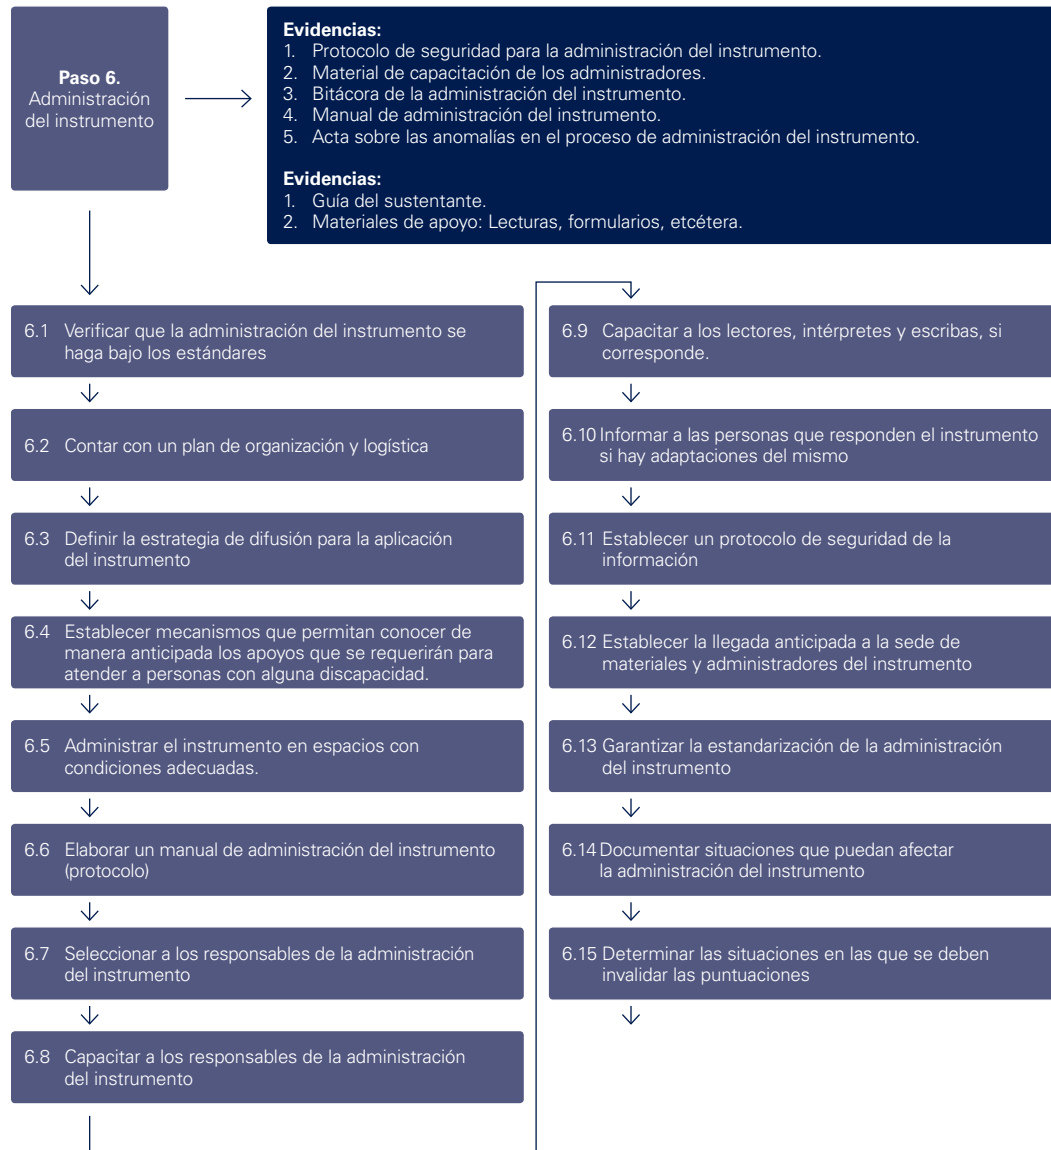 Paso 6.
Administración
del instrumento
Evidencias:
1. Protocolo de seguridad para la administración del instrumento.
2. Material de capacitación de los administradores.
3. Bitácora de la administración del instrumento.
4. Manual de administración del instrumento.
5. Acta sobre las anomalías en el proceso de administración del instrumento.
Evidencias:
1. Guía del sustentante.
2. Materiales de apoyo: Lecturas, formularios, etcétera.
6.1 Verificar que la administración del instrumento se
haga bajo los estándares
6.2 Contar con un plan de organización y logística
6.3 Definir la estrategia de difusión para la aplicación
del instrumento
6.4 Establecer mecanismos que permitan conocer de
manera anticipada los apoyos que se requerirán para
atender a personas con alguna discapacidad.
6.5 Administrar el instrumento en espacios con
condiciones adecuadas.
6.6 Elaborar un manual de administración del instrumento
(protocolo)
6.7 Seleccionar a los responsables de la administración
del instrumento
6.8 Capacitar a los responsables de la administración
del instrumento
6.9 Capacitar a los lectores, intérpretes y escribas, si
corresponde.
6.10 Informar a las personas que responden el instrumento
si hay adaptaciones del mismo
6.11 Establecer un protocolo de seguridad de la
información
6.12 Establecer la llegada anticipada a la sede de
materiales y administradores del instrumento
6.13 Garantizar la estandarización de la administración
del instrumento
6.14 Documentar situaciones que puedan afectar
la administración del instrumento
6.15 Determinar las situaciones en las que se deben
invalidar las puntuaciones